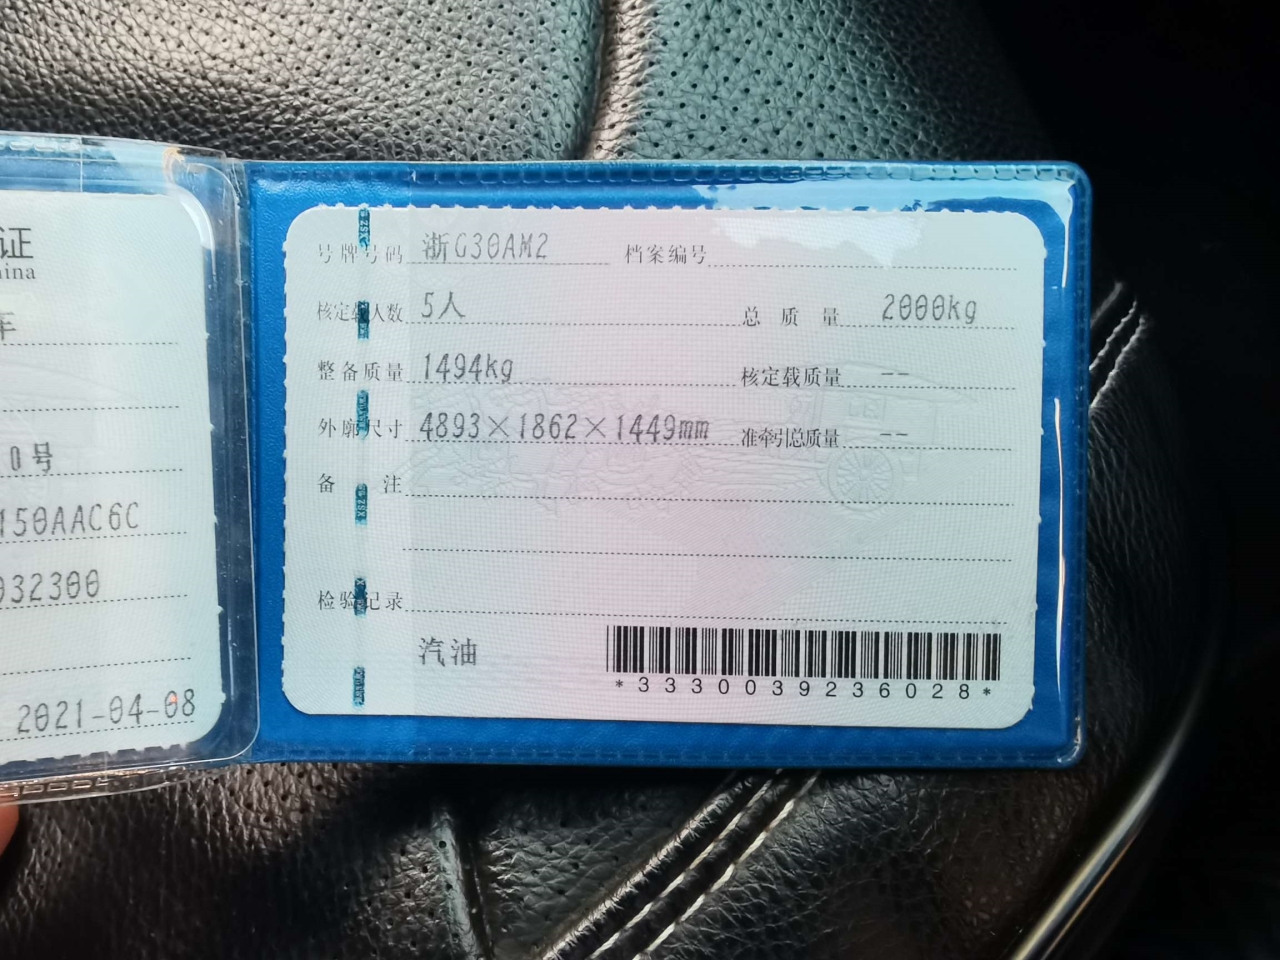 证
hina
车
0号
150AAC6C
032300
2021-04-08
号牌号码 浙G30AM2 档案编号
核定载人数 5人 总质量 2000kg
整备质量 1494kg 核定载质量 --
外廓尺寸 4893×1862×1449mm 准牵引总质量 --
备注
检验记录
汽油
*3330039236028*